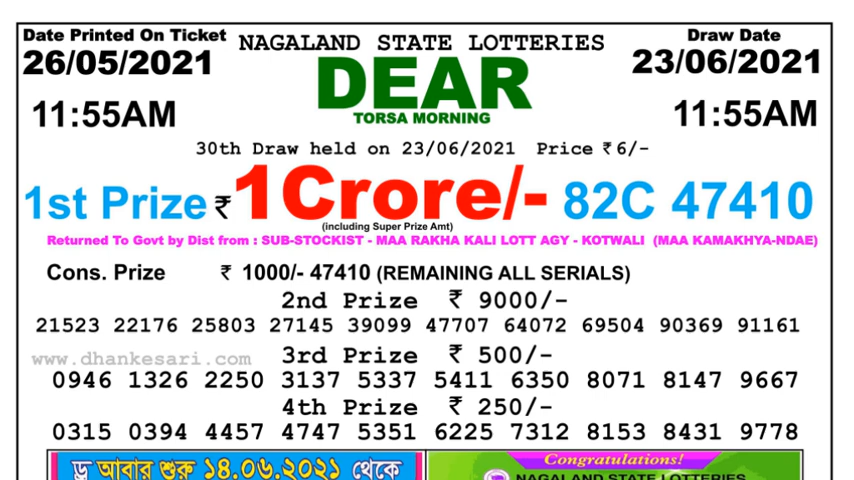 Date Printed On Ticket
26/05/2021
11:55AM
NAGALAND STATE LOTTERIES
DEAR
TORSA MORNING
Draw Date
23/06/2021
11:55AM
30th Draw held on 23/06/2021 Price ₹6/-
1st Prize ₹ 1Crore/- 82C 47410
(including Super Prize Amt)
Returned To Govt by Dist from : SUB-STOCKIST - MAA RAKHA KALI LOTT AGY - KOTWALI (MAA KAMAKHYA-NDAE)
Cons. Prize ₹ 1000/- 47410 (REMAINING ALL SERIALS)
2nd Prize ₹ 9000/-
21523 22176 25803 27145 39099 47707 64072 69504 90369 91161
www.dhankesari.com
3rd Prize ₹ 500/-
0946 1326 2250 3137 5337 5411 6350 8071 8147 9667
4th Prize ₹ 250/-
0315 0394 4457 4747 5351 6225 7312 8153 8431 9778
ড্র আবার শুরু ১৪.০৬.২০২১ থেকে
Congratulations!
NAGALAND STATE LOTTERIES